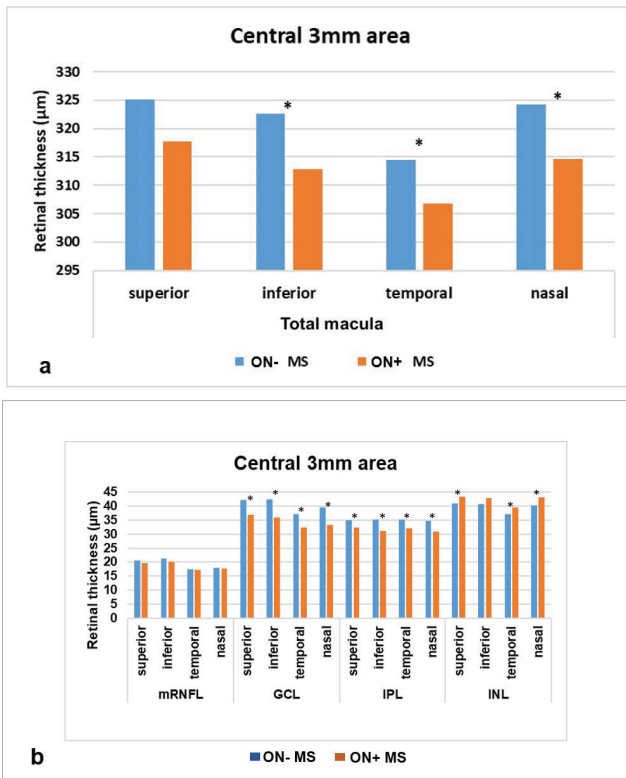 Central 3mm area
Retinal thickness (µm)
330
325
320
315
310
305
300
295
*
*
*
superior inferior temporal nasal
Total macula
ON- MS ON+ MS
a
Central 3mm area
Retinal thickness (µm)
45
40
35
30
25
20
15
10
5
0
* * * * * * * * * * *
superior inferior temporal nasal superior inferior temporal nasal superior inferior temporal nasal superior inferior temporal nasal
mRNFL GCL IPL INL
ON- MS ON+ MS
b